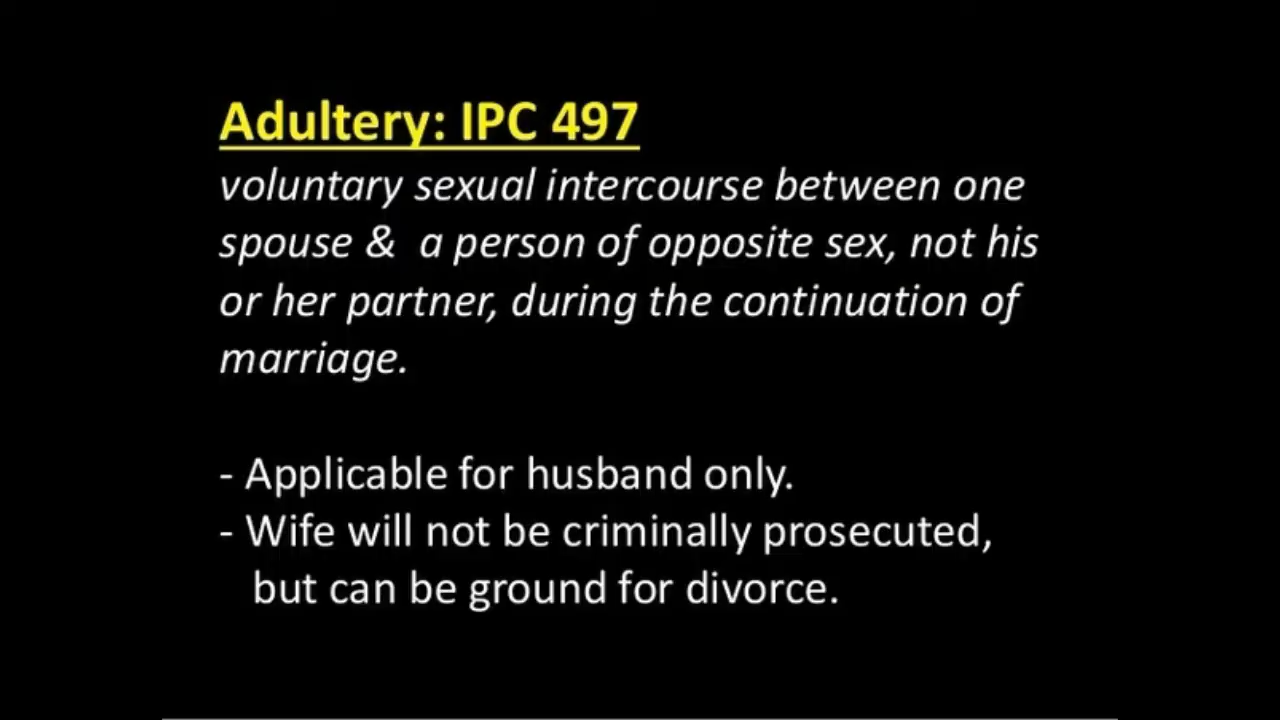 Adultery: IPC 497
voluntary sexual intercourse between one
spouse & a person of opposite sex, not his
or her partner, during the continuation of
marriage.
- Applicable for husband only.
- Wife will not be criminally prosecuted,
but can be ground for divorce.